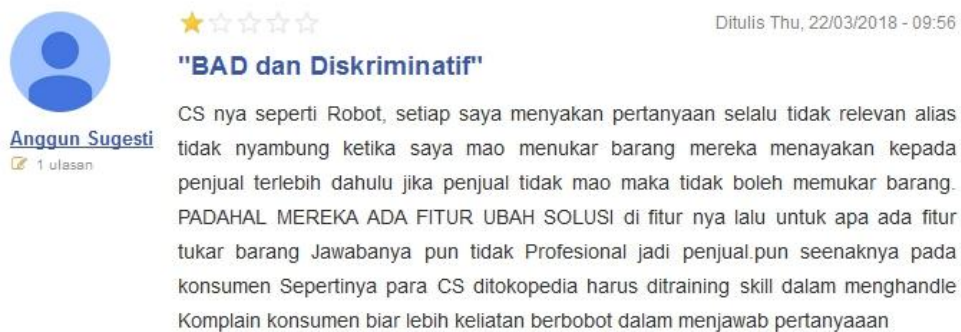 Ditulis Thu, 22/03/2018 - 09:56
"BAD dan Diskriminatif"
Anggun Sugesti
1 ulasan
CS nya seperti Robot, setiap saya menyakan pertanyaan selalu tidak relevan alias
tidak nyambung ketika saya mao menukar barang mereka menayakan kepada
penjual terlebih dahulu jika penjual tidak mao maka tidak boleh memukar barang.
PADAHAL MEREKA ADA FITUR UBAH SOLUSI di fitur nya lalu untuk apa ada fitur
tukar barang Jawabanya pun tidak Profesional jadi penjual.pun seenaknya pada
konsumen Sepertinya para CS ditokopedia harus ditraining skill dalam menghandle
Komplain konsumen biar lebih keliatan berbobot dalam menjawab pertanyaaan